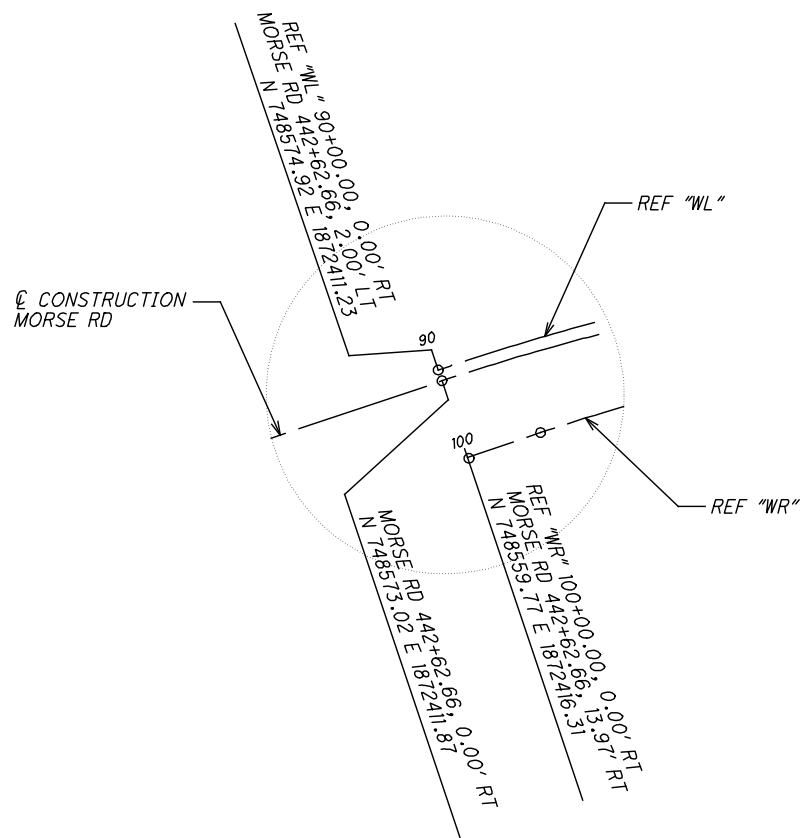 REF "WL" 90+00.00, 0.00' RT
MORSE RD 442+62.66, 2.00' LT
N 748574.92 E 1872411.23
REF "WL"
℄ CONSTRUCTION
MORSE RD
90
100
REF "WR"
REF "WR" 100+00.00, 0.00' RT
MORSE RD 442+62.66, 13.97' RT
N 748559.77 E 1872416.31
MORSE RD 442+62.66, 0.00' RT
N 748573.02 E 1872411.87